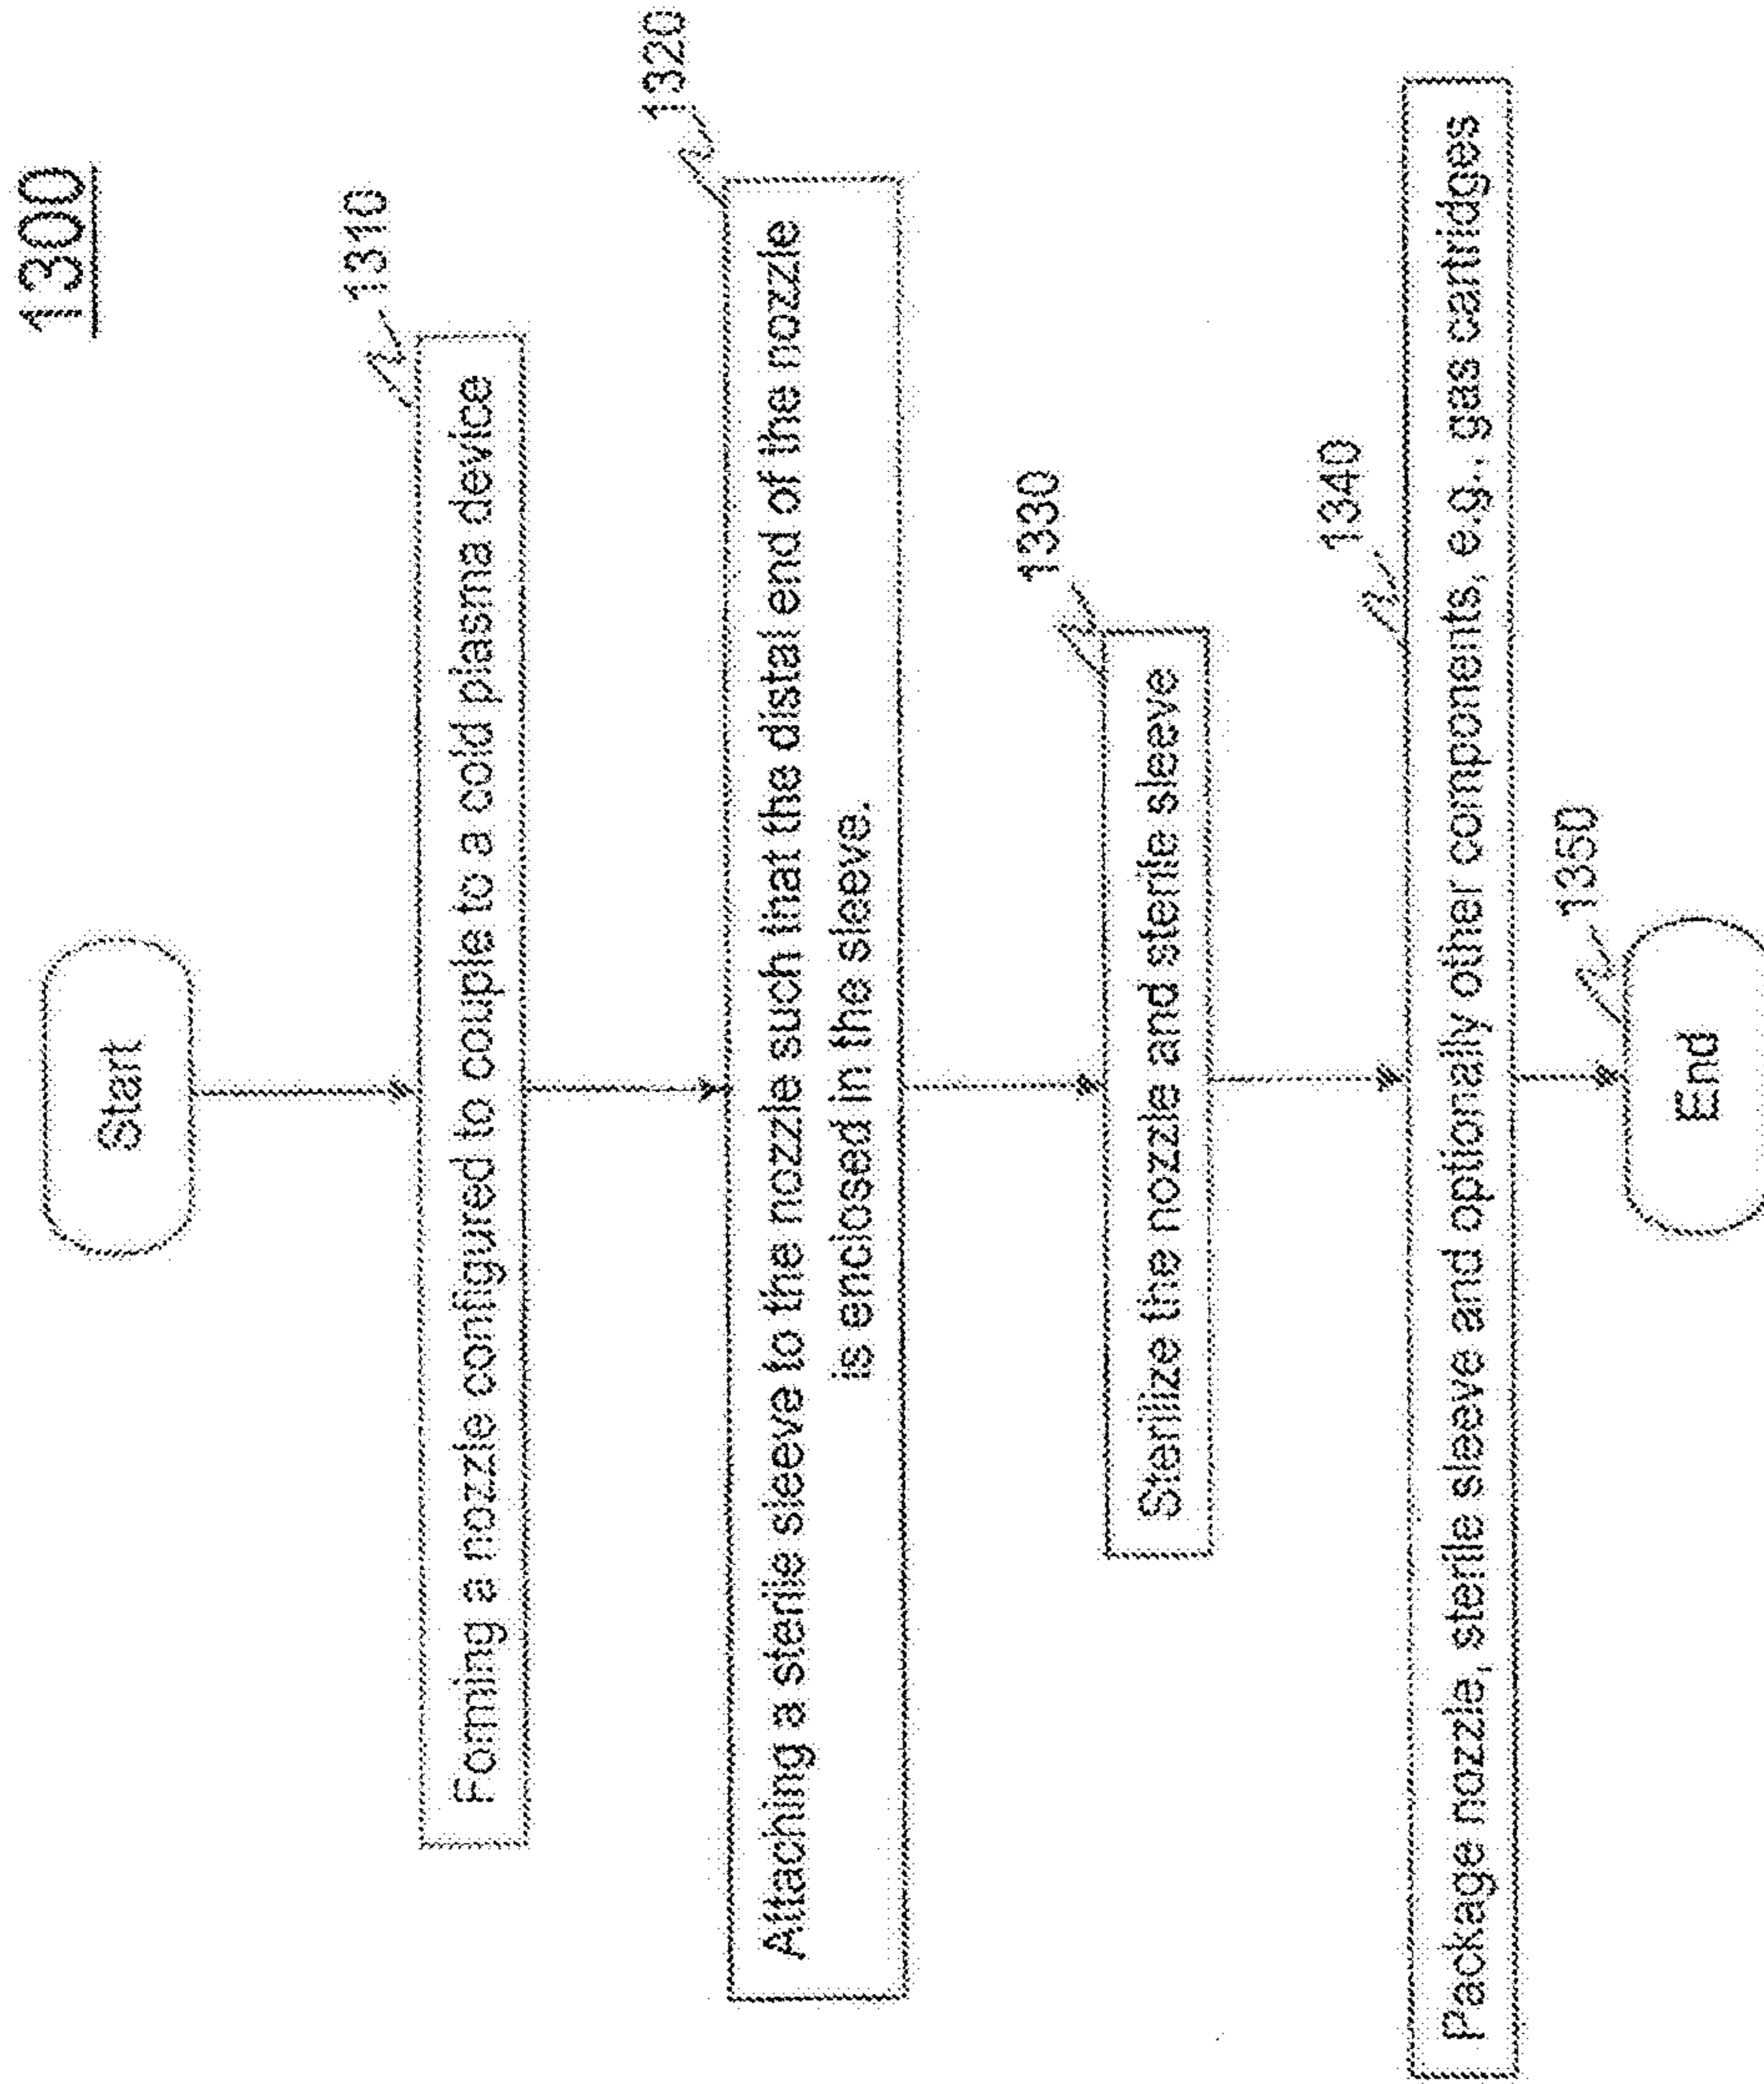 1300
Start
1310
Forming a nozzle configured to couple to a cold plasma device
1320
Attaching a sterile sleeve to the nozzle such that the distal end of the nozzle
is enclosed in the sleeve.
1330
Sterilize the nozzle and sterile sleeve
1340
Package nozzle, sterile sleeve and optionally other components, e.g., gas cartridges
1350
End